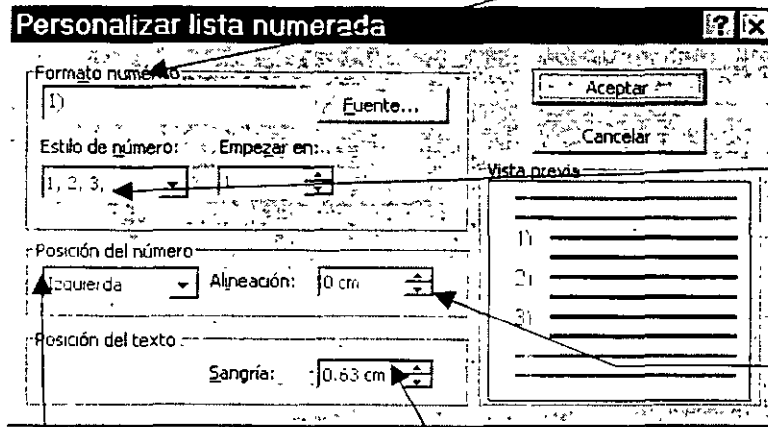 Personalizar lista numerada
Formato número
1)
Fuente...
Aceptar
Estilo de número:
Empezar en:
Cancelar
1, 2, 3,
1
Vista previa
Posición del número
Izquierda
Alineación:
0 cm
Posición del texto
Sangría:
0.63 cm
1)
2)
3)